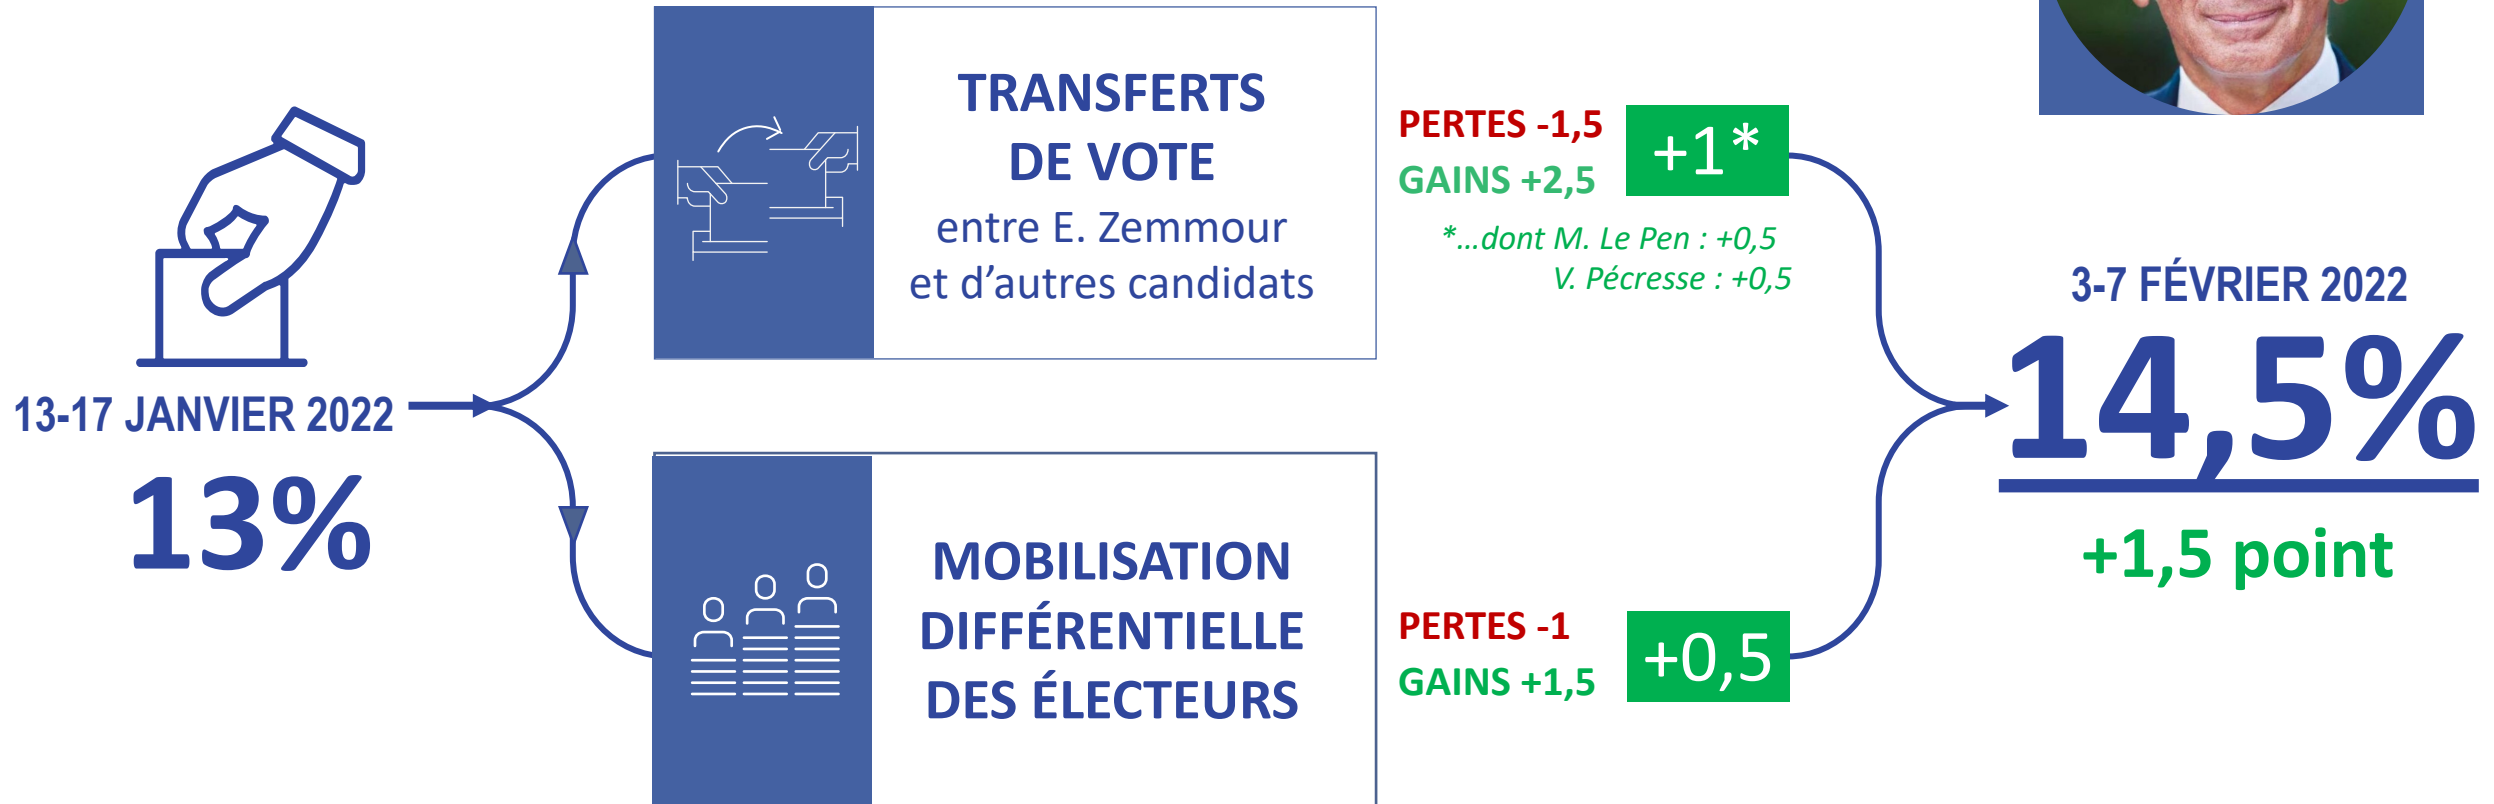 13-17 JANVIER 2022
13%
TRANSFERTS
DE VOTE
entre E. Zemmour
et d’autres candidats
PERTES -1,5
GAINS +2,5
+1*
*…dont M. Le Pen : +0,5
V. Pécresse : +0,5
MOBILISATION
DIFFÉRENTIELLE
DES ÉLECTEURS
PERTES -1
GAINS +1,5
+0,5
3-7 FÉVRIER 2022
14,5%
+1,5 point